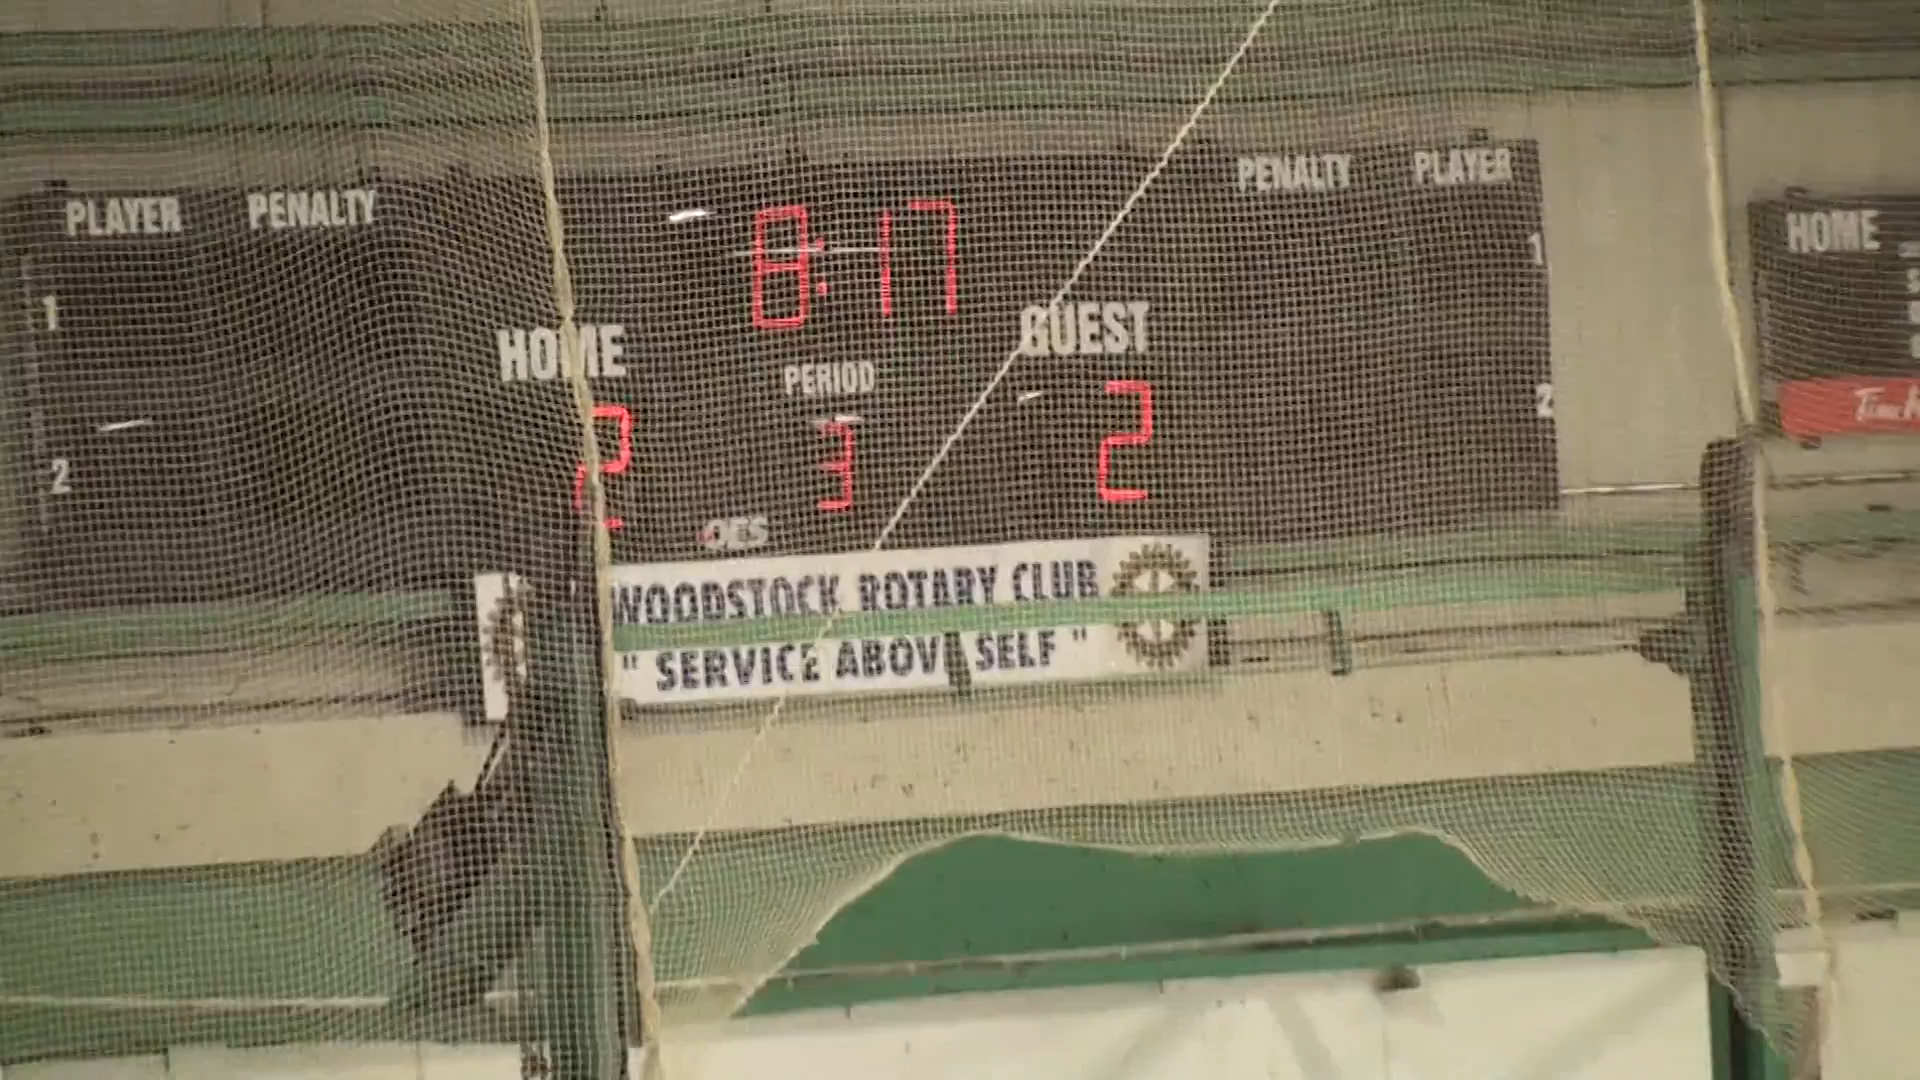 PLAYER PENALTY
8:17
PENALTY PLAYER
1
1
HOME
PERIOD
GUEST
2
2
3
2
2
OES
WOODSTOCK ROTARY CLUB
" SERVICE ABOVE SELF "
HOME